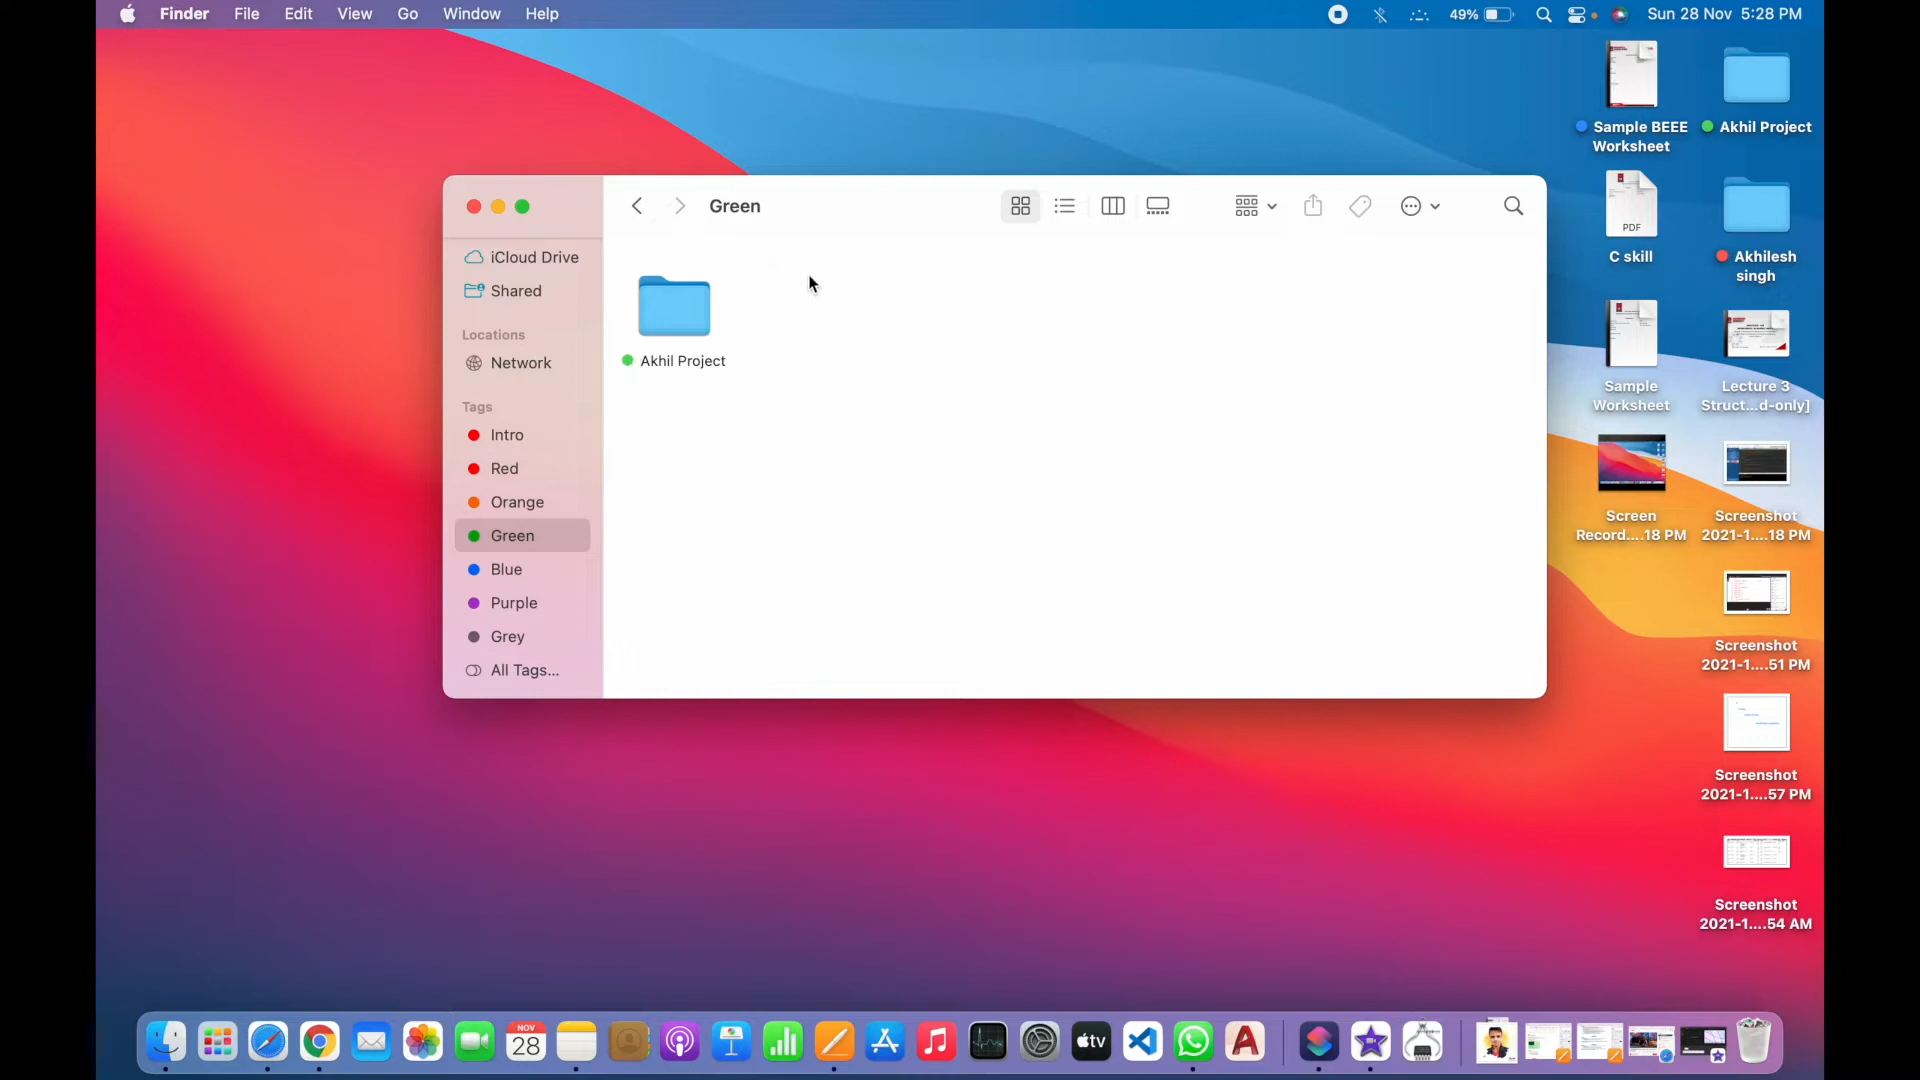 Finder File Edit View Go Window Help
49% Sun 28 Nov 5:28 PM
Green
iCloud Drive
Shared
Locations
Network
Tags
Intro
Red
Orange
Green
Blue
Purple
Grey
All Tags...
Akhil Project
Sample BEEE
Worksheet
Akhil Project
PDF
C skill
Akhilesh
singh
Sample
Worksheet
Lecture 3
Struct...d-only]
Screen
Record....18 PM
Screenshot
2021-1....18 PM
Screenshot
2021-1....51 PM
Screenshot
2021-1....57 PM
Screenshot
2021-1....54 AM
NOV
28
tv